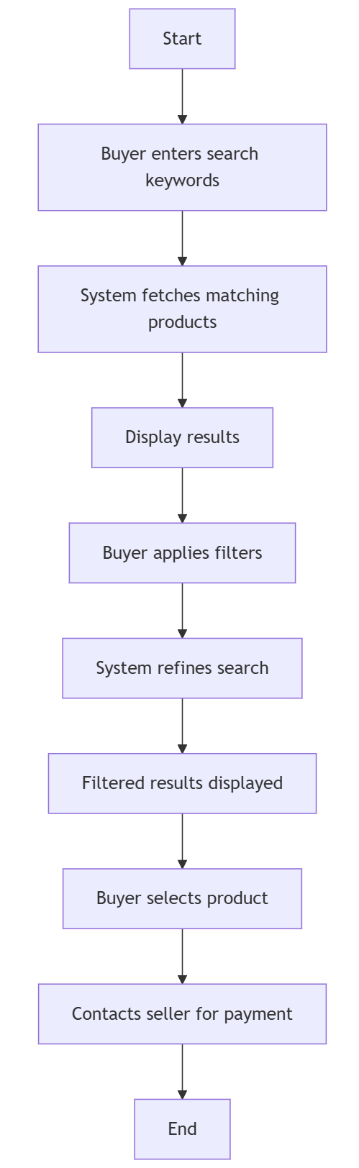 Start
Buyer enters search
keywords
System fetches matching
products
Display results
Buyer applies filters
System refines search
Filtered results displayed
Buyer selects product
Contacts seller for payment
End